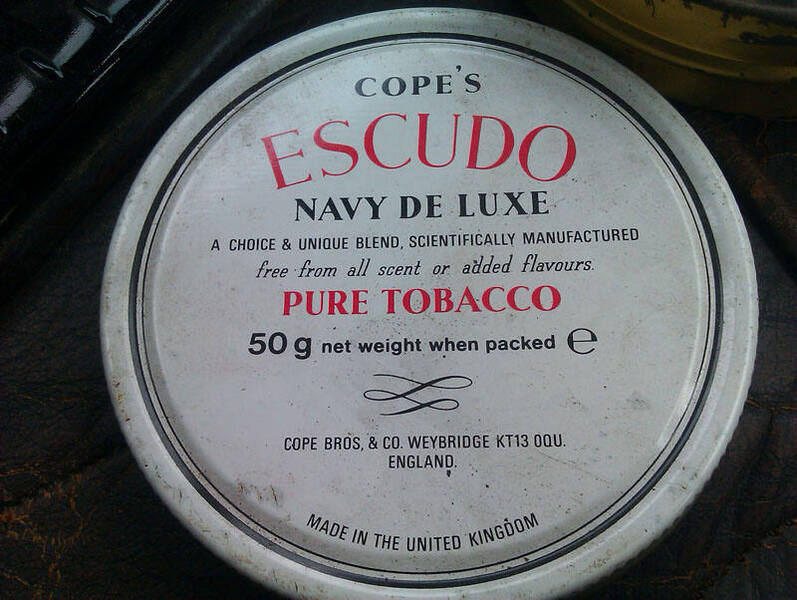 COPE'S
ESCUDO
NAVY DE LUXE
A CHOICE & UNIQUE BLEND, SCIENTIFICALLY MANUFACTURED
free from all scent or added flavours.
PURE TOBACCO
50 g net weight when packed ℮
COPE BROS, & CO. WEYBRIDGE KT13 0QU.
ENGLAND.
MADE IN THE UNITED KINGDOM